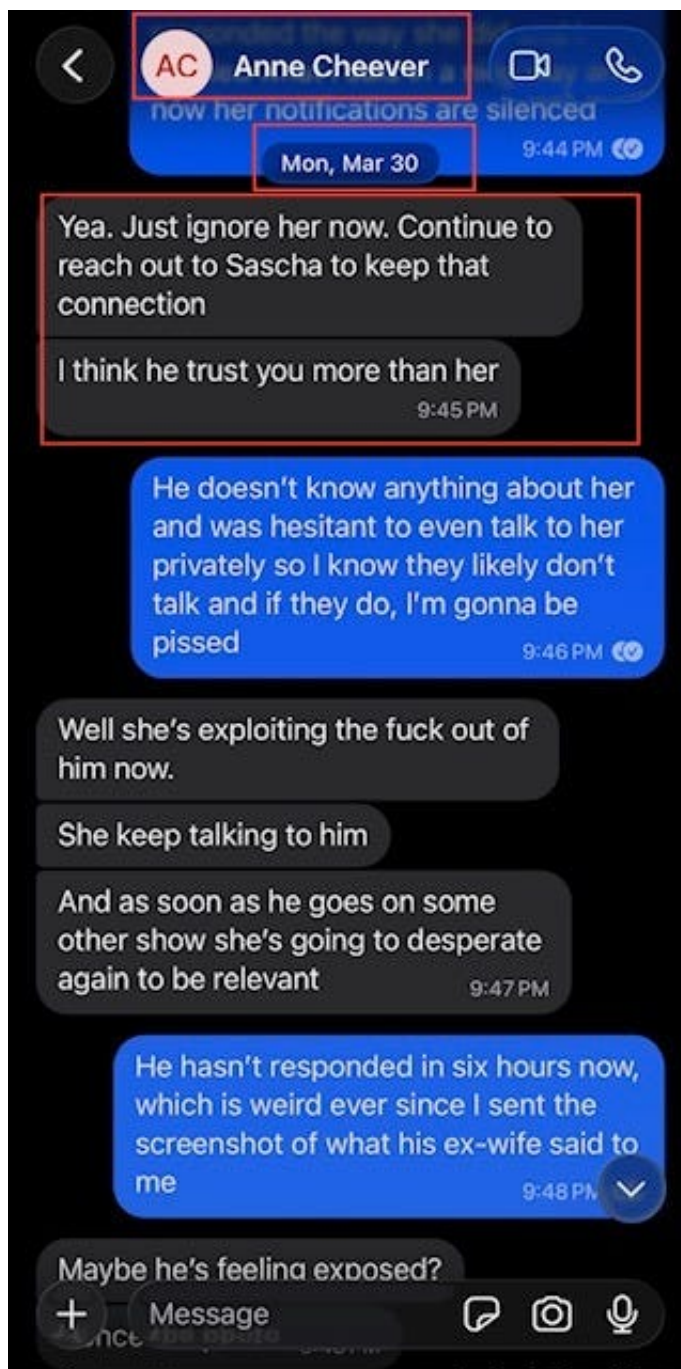 AC Anne Cheever
now her notifications are silenced
9:44 PM
Mon, Mar 30
Yea. Just ignore her now. Continue to
reach out to Sascha to keep that
connection
I think he trust you more than her
9:45 PM
He doesn’t know anything about her
and was hesitant to even talk to her
privately so I know they likely don’t
talk and if they do, I’m gonna be
pissed
9:46 PM
Well she’s exploiting the fuck out of
him now.
She keep talking to him
And as soon as he goes on some
other show she’s going to desperate
again to be relevant
9:47 PM
He hasn’t responded in six hours now,
which is weird ever since I sent the
screenshot of what his ex-wife said to
me
9:48 PM
Maybe he’s feeling exposed?
Message